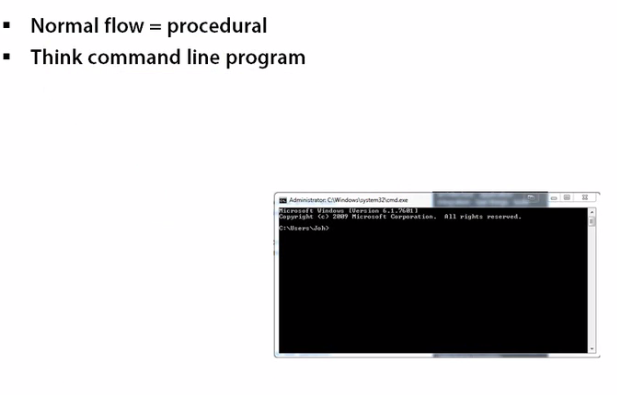 ▪ Normal flow = procedural
▪ Think command line program
Administrator: C:\Windows\system32\cmd.exe
Microsoft Windows [Version 6.1.7601]
Copyright (c) 2009 Microsoft Corporation.  All rights reserved.
C:\Users\Joh>